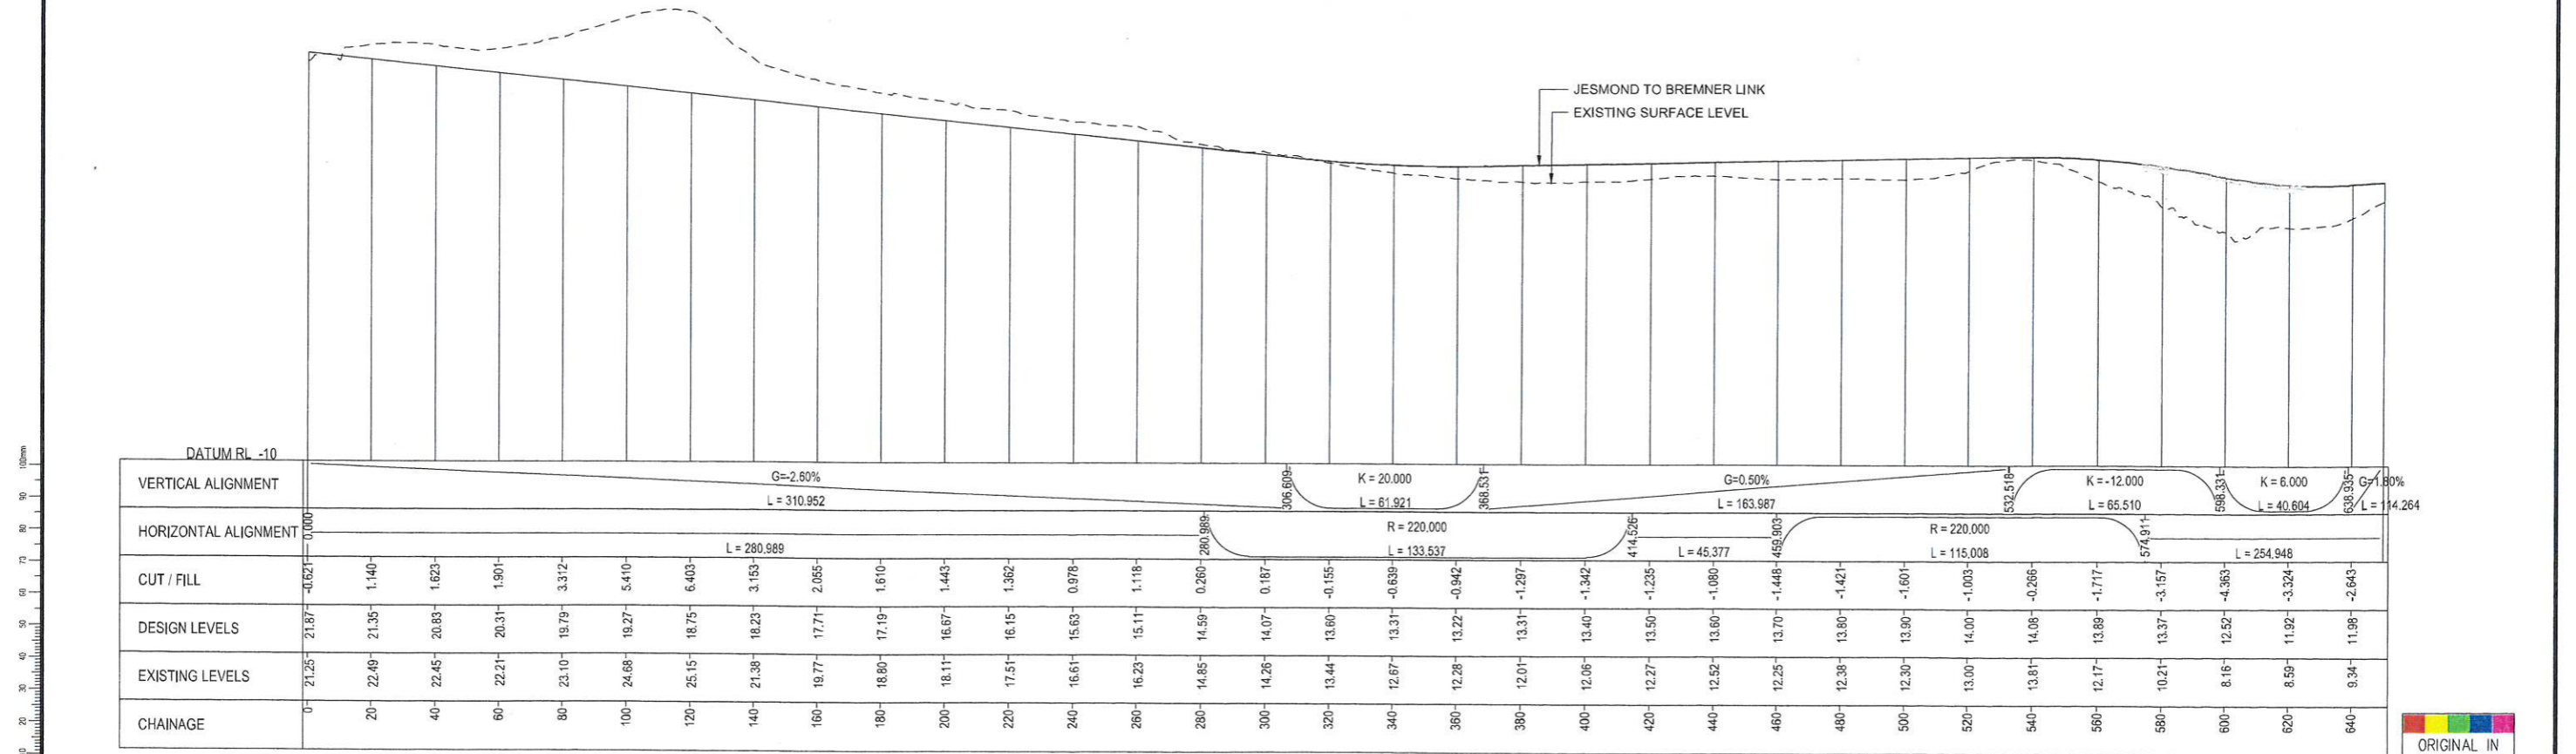 JESMOND TO BREMNER LINK
EXISTING SURFACE LEVEL
DATUM RL -10
VERTICAL ALIGNMENT G=-2.60% L = 310.952 306.609 K = 20.000 L = 61.921 368.531 G=0.50% L = 163.987 532.518 K = -12.000 L = 65.510 598.331 K = 6.000 L = 40.604 638.935 G=1.80% L = 114.264
HORIZONTAL ALIGNMENT 0.000 L = 280.989 280.989 R = 220.000 L = 133.537 414.526 L = 45.377 459.903 R = 220.000 L = 115.008 574.911 L = 254.948
CUT / FILL -0.621 1.140 1.623 1.901 3.312 5.410 6.403 3.153 2.055 1.610 1.443 1.362 0.978 1.118 0.260 0.187 -0.155 -0.639 -0.942 -1.297 -1.342 -1.235 -1.080 -1.448 -1.421 -1.601 -1.003 -0.266 -1.717 -3.157 -4.363 -3.324 -2.643
DESIGN LEVELS 21.87 21.35 20.83 20.31 19.79 19.27 18.75 18.23 17.71 17.19 16.67 16.15 15.63 15.11 14.59 14.07 13.60 13.31 13.22 13.31 13.40 13.50 13.60 13.70 13.80 13.90 14.00 14.08 13.89 13.37 12.52 11.92 11.98
EXISTING LEVELS 21.25 22.49 22.45 22.21 23.10 24.68 25.15 21.38 19.77 18.80 18.11 17.51 16.61 16.23 14.85 14.26 13.44 12.67 12.28 12.01 12.06 12.27 12.52 12.25 12.38 12.30 13.00 13.81 12.17 10.21 8.16 8.59 9.34
CHAINAGE 0 20 40 60 80 100 120 140 160 180 200 220 240 260 280 300 320 340 360 380 400 420 440 460 480 500 520 540 560 580 600 620 640
100mm
90
80
70
60
50
40
30
20
ORIGINAL IN